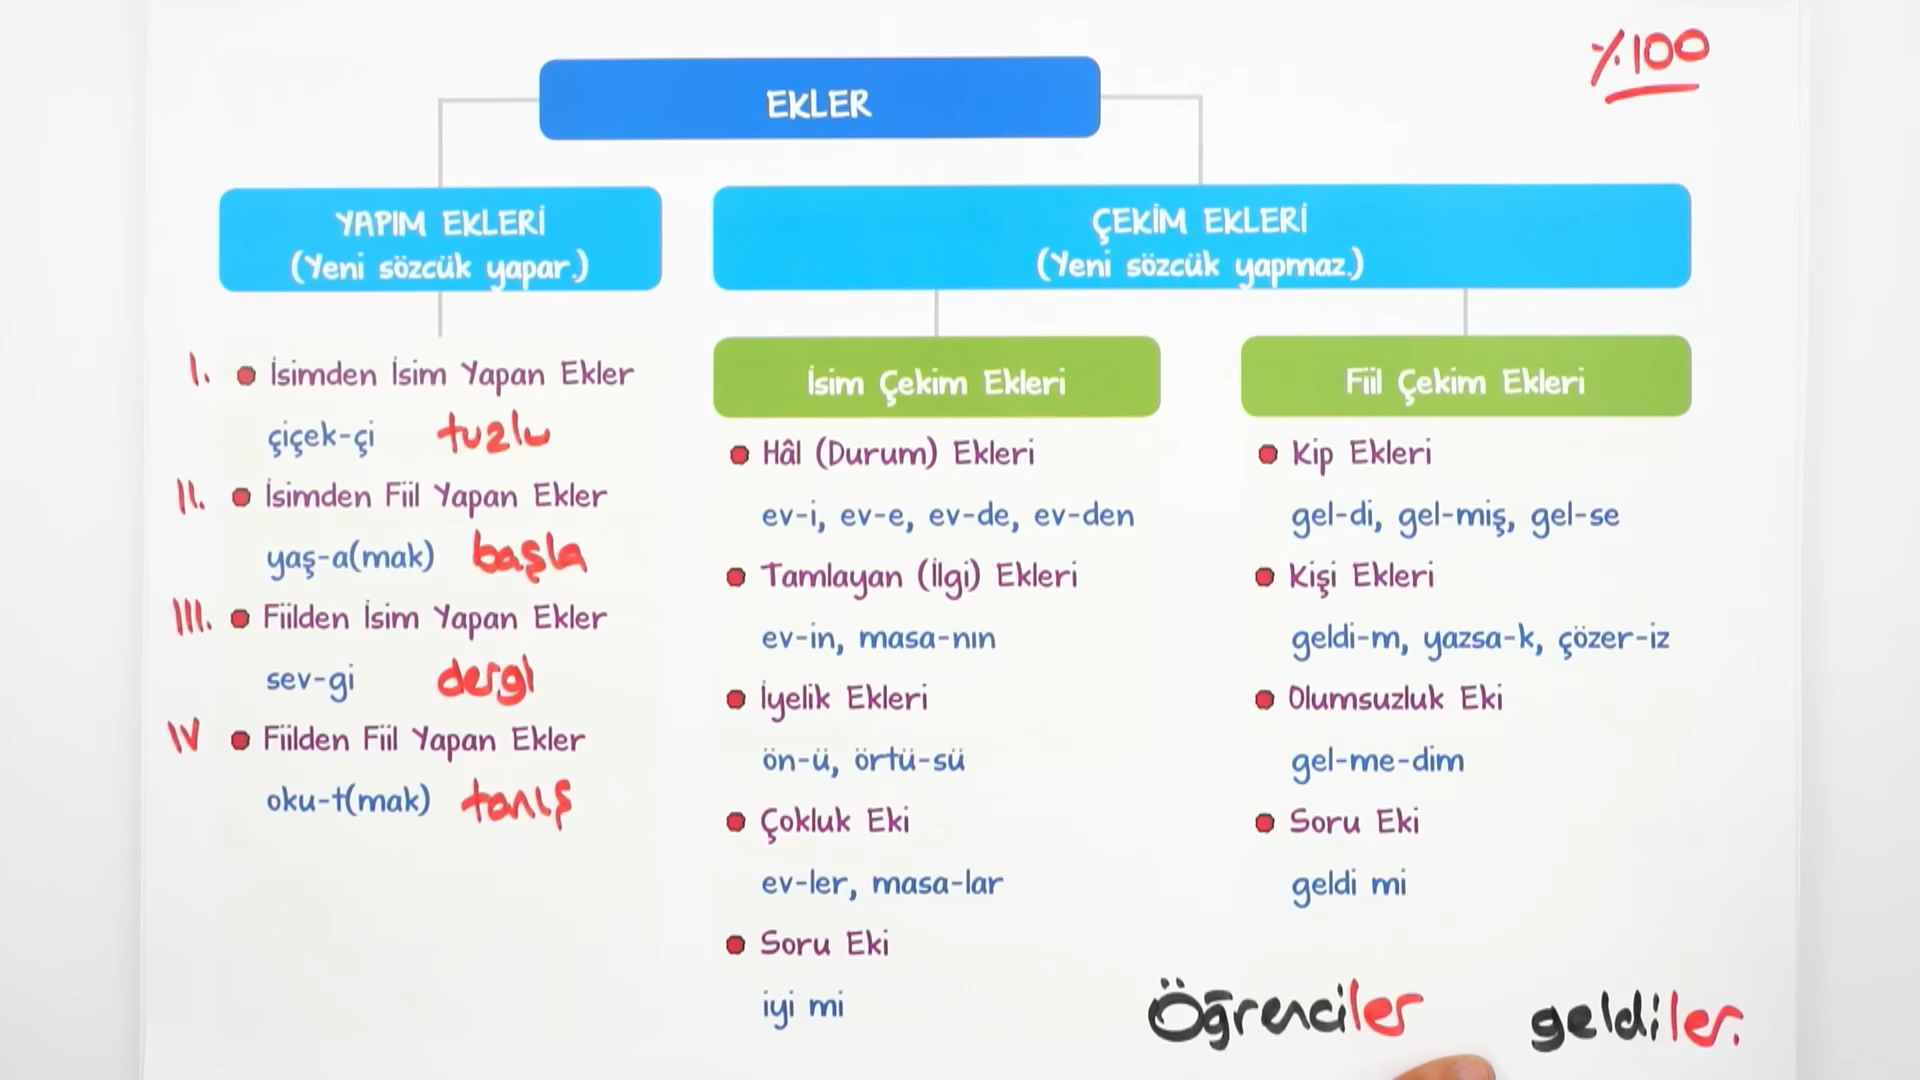 %100
EKLER
YAPIM EKLERİ
(Yeni sözcük yapar.)
I. İsimden İsim Yapan Ekler
çiçek-çi tuzlu
II. İsimden Fiil Yapan Ekler
yaş-a(mak) başla
III. Fiilden İsim Yapan Ekler
sev-gi dergi
IV Fiilden Fiil Yapan Ekler
oku-t(mak) tanış
ÇEKİM EKLERİ
(Yeni sözcük yapmaz.)
İsim Çekim Ekleri
Hâl (Durum) Ekleri
ev-i, ev-e, ev-de, ev-den
Tamlayan (İlgi) Ekleri
ev-in, masa-nın
İyelik Ekleri
ön-ü, örtü-sü
Çokluk Eki
ev-ler, masa-lar
Soru Eki
iyi mi
Fiil Çekim Ekleri
Kip Ekleri
gel-di, gel-miş, gel-se
Kişi Ekleri
geldi-m, yazsa-k, çözer-iz
Olumsuzluk Eki
gel-me-dim
Soru Eki
geldi mi
Öğrenciler geldiler.